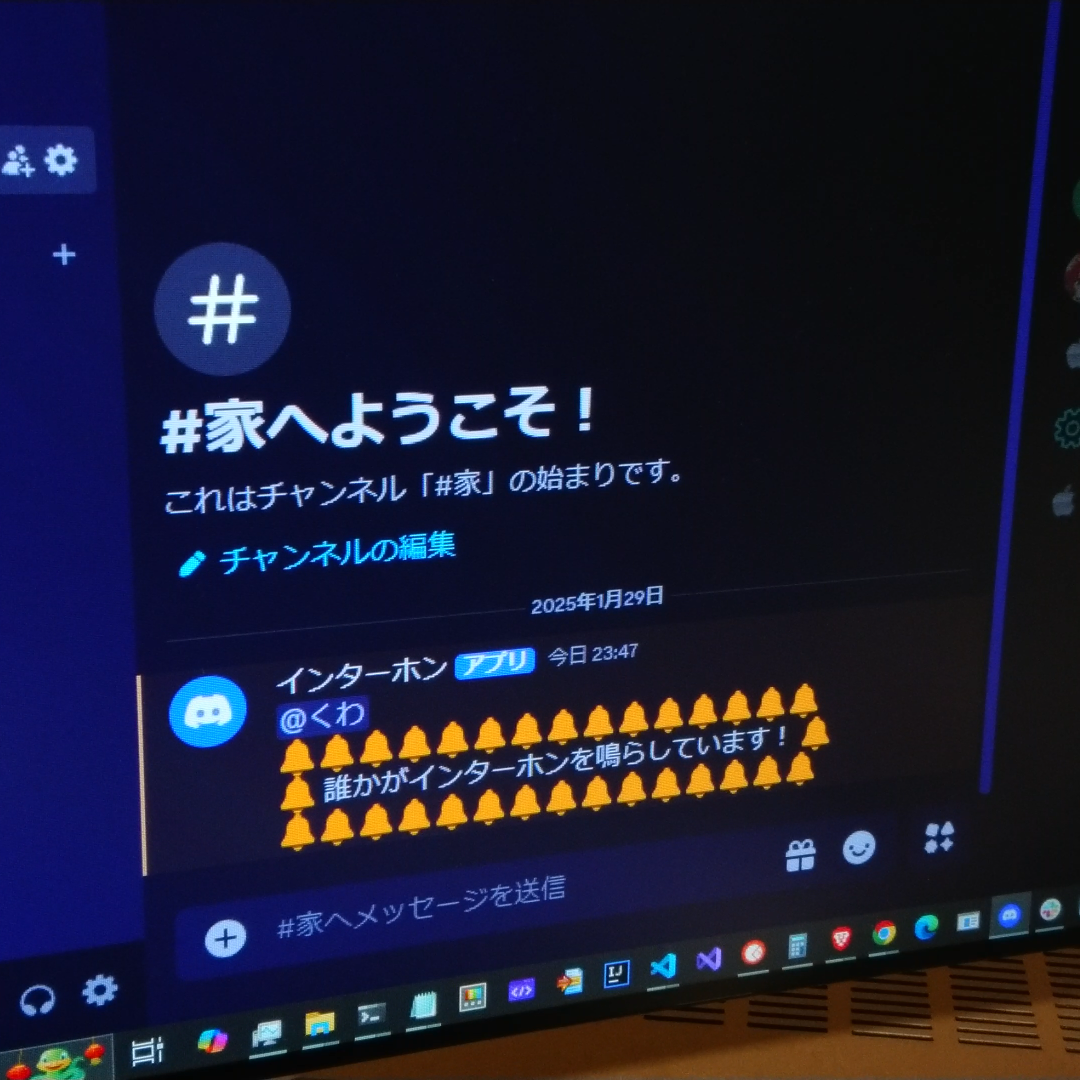 #家へようこそ！
これはチャンネル「#家」の始まりです。
チャンネルの編集
2025年1月29日
インターホン アプリ 今日 23:47
@くわ
誰かがインターホンを鳴らしています！
#家へメッセージを送信
IJ